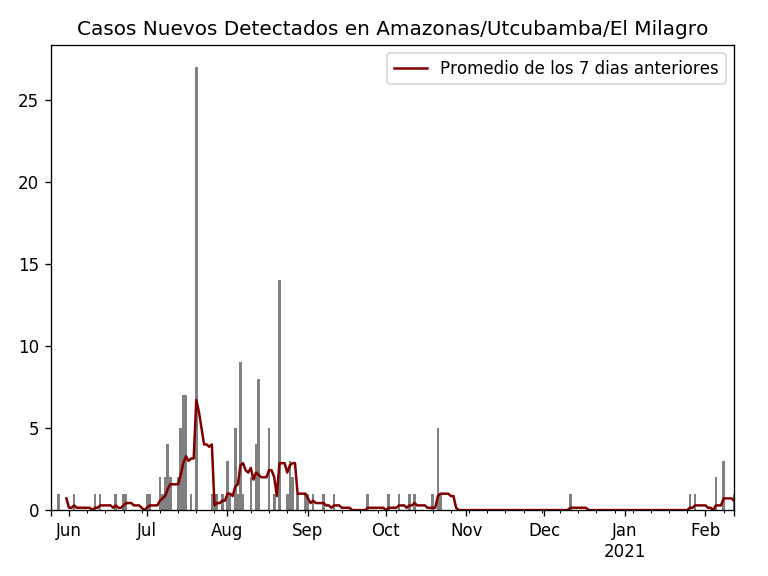 Casos Nuevos Detectados en Amazonas/Utcubamba/El Milagro
Promedio de los 7 dias anteriores
25
20
15
10
5
0
Jun Jul Aug Sep Oct Nov Dec Jan Feb
2021